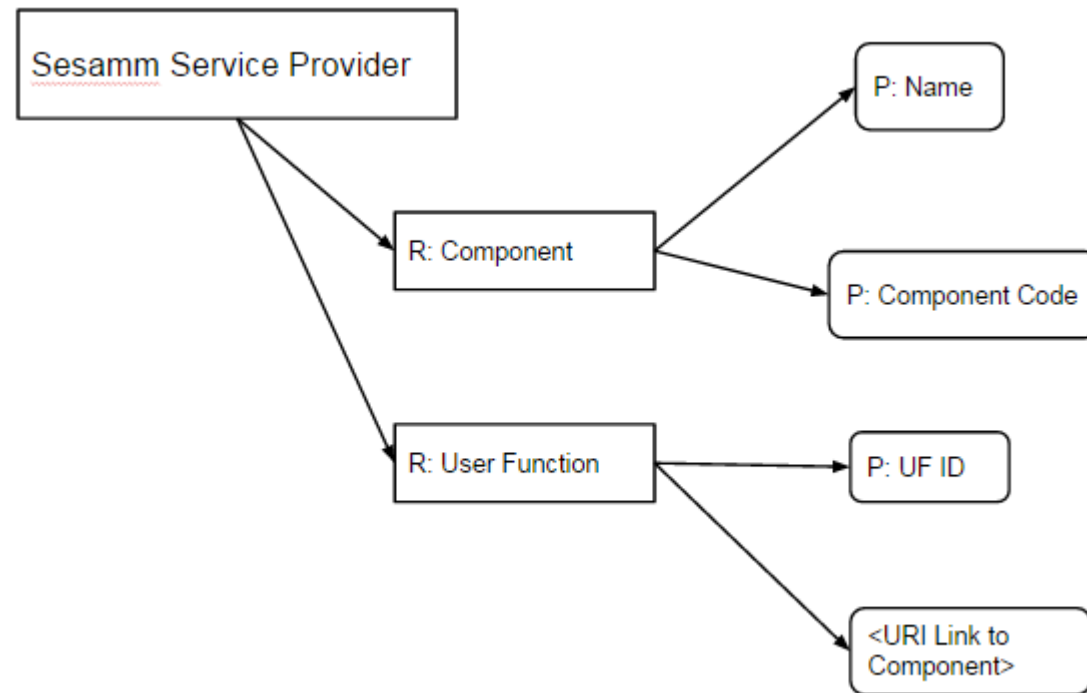 Sesamm Service Provider
P: Name
R: Component
P: Component Code
R: User Function
P: UF ID
<URI Link to
Component>